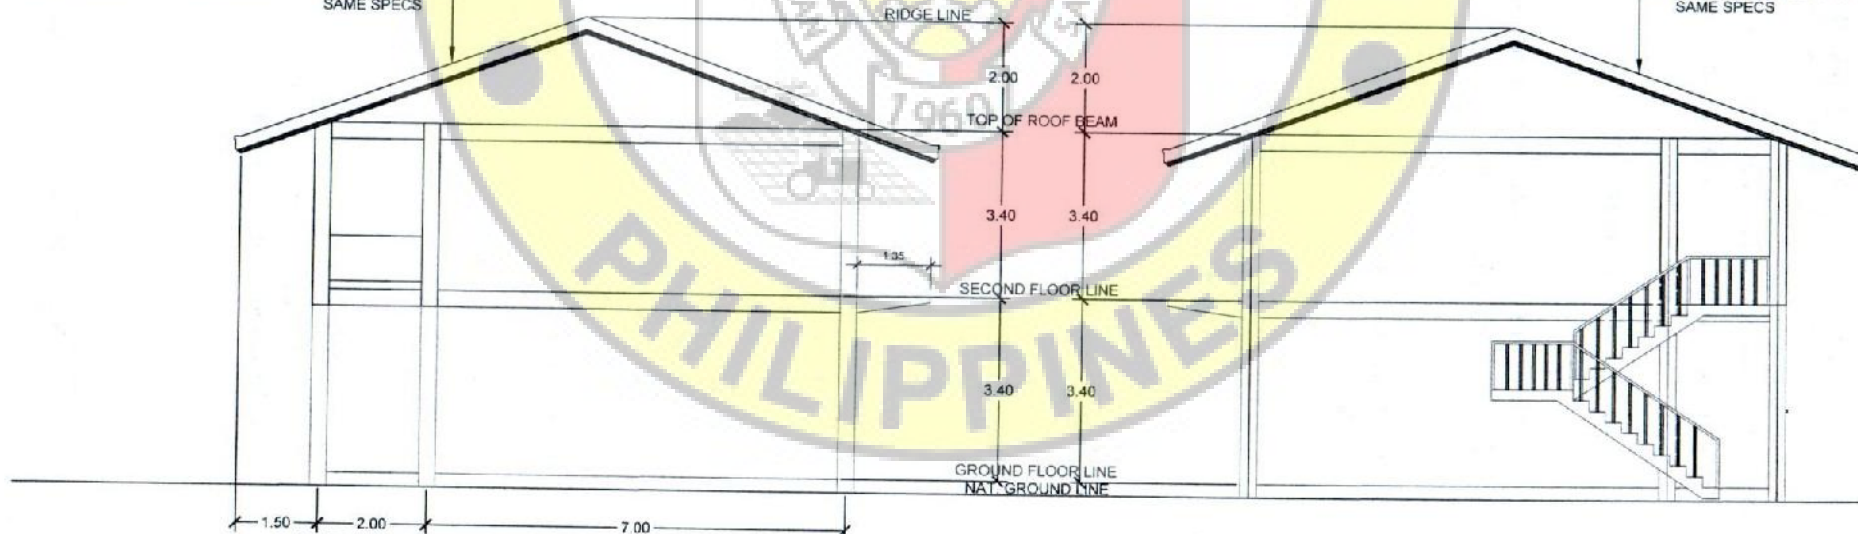 SAME SPECS
SAME SPECS
RIDGE LINE
2.00
2.00
1960
TOP OF ROOF BEAM
3.40
3.40
1.35
SECOND FLOOR LINE
PHILIPPINES
3.40
3.40
GROUND FLOOR LINE
NAT. GROUND LINE
1.50
2.00
7.00